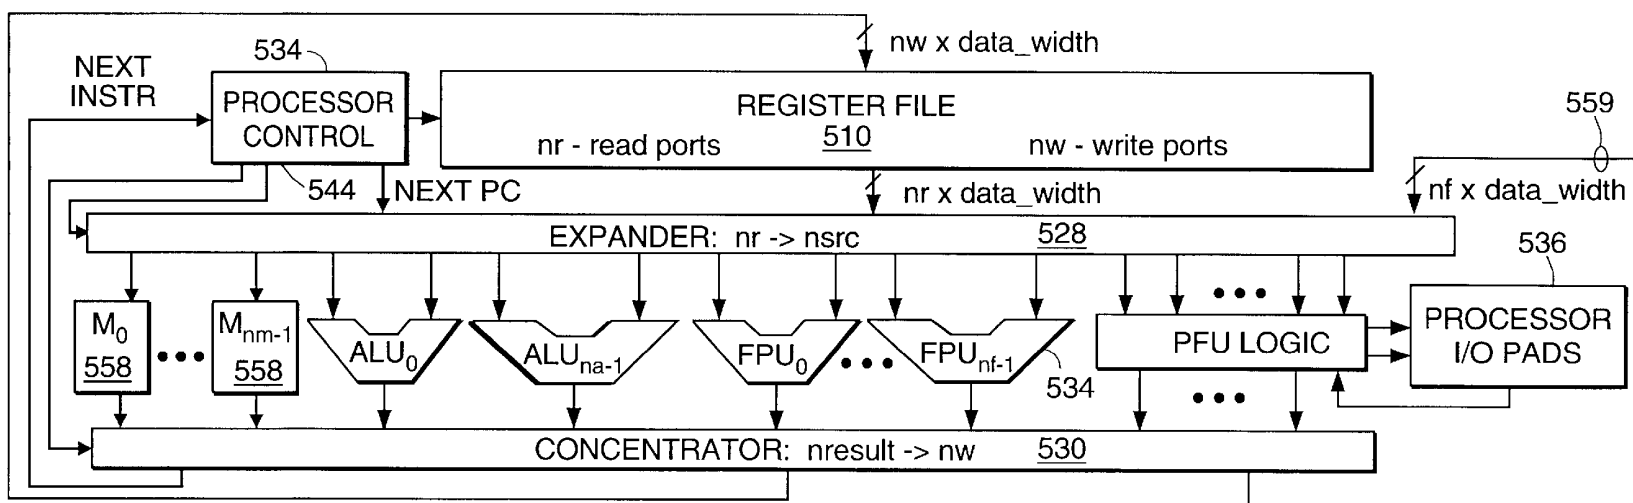 nw x data_width
534
NEXT
INSTR
PROCESSOR
CONTROL
REGISTER FILE
510
nr - read ports
nw - write ports
559
544
NEXT PC
nr x data_width
nf x data_width
EXPANDER: nr -> nsrc 528
536
M0
558
Mnm-1
558
ALU0
ALUna-1
FPU0
FPUnf-1
534
PFU LOGIC
PROCESSOR
I/O PADS
CONCENTRATOR: nresult -> nw 530